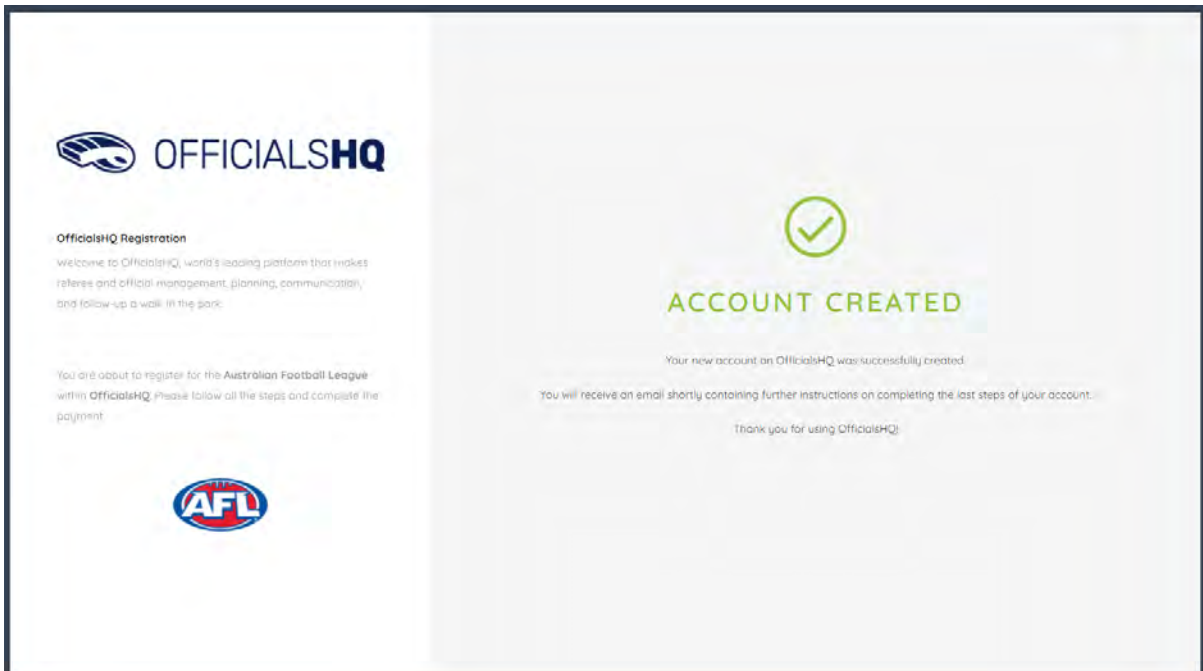 OFFICIALSHQ
OfficialsHQ Registration
Welcome to OfficialsHQ, world's leading platform that makes
referee and official management, planning, communication,
and follow-up a walk in the park.
You are about to register for the Australian Football League
within OfficialsHQ. Please follow all the steps and complete the
payment.
AFL
ACCOUNT CREATED
Your new account on OfficialsHQ was successfully created.
You will receive an email shortly containing further instructions on completing the last steps of your account.
Thank you for using OfficialsHQ!